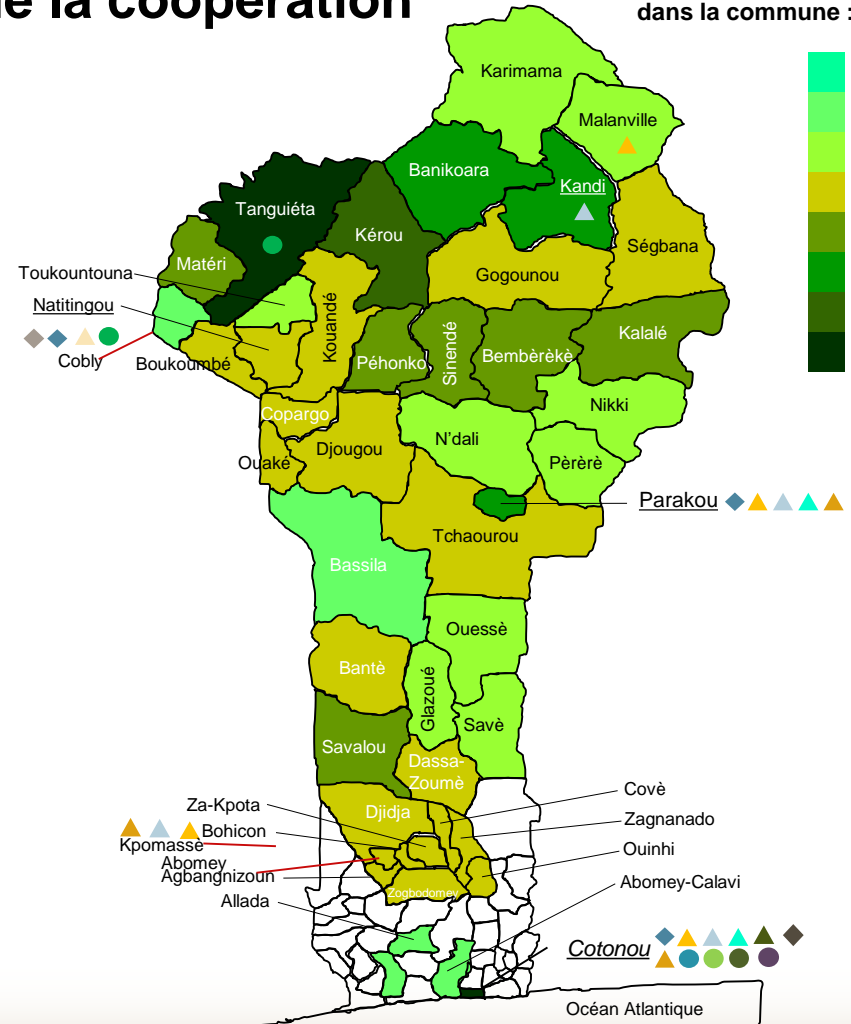 de la coopération
dans la commune :
Karimama
Malanville
Banikoara
Kandi
Tanguiéta
Kérou
Ségbana
Matéri
Gogounou
Toukountouna
Natitingou
Kouandé
Kalalé
Cobly
Boukoumbé
Péhonko
Sinendé
Bembèrèkè
Nikki
Copargo
N'dali
Djougou
Ouaké
Pèrèrè
Parakou
Tchaourou
Bassila
Ouessè
Bantè
Glazoué
Savè
Savalou
Dassa-
Zoumè
Covè
Za-Kpota
Djidja
Zagnanado
Bohicon
Kpomassè
Ouinhi
Abomey
Agbangnizoun
Abomey-Calavi
Zogbodomey
Allada
Cotonou
Océan Atlantique